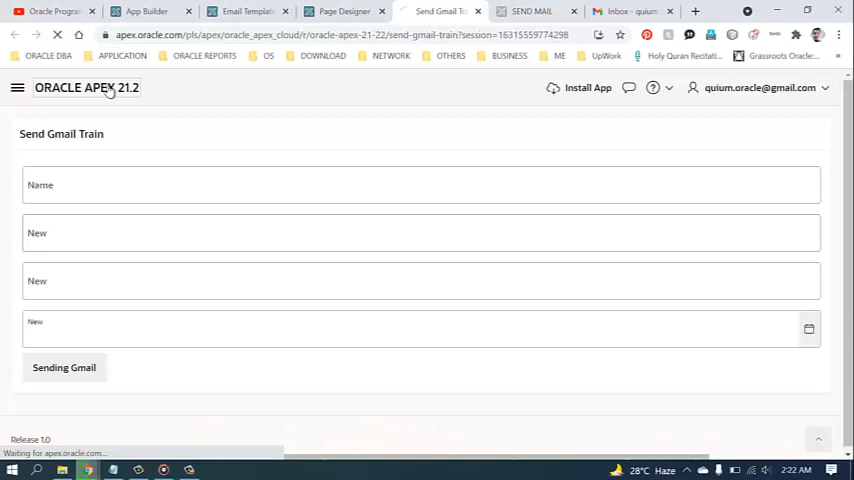 Oracle Program
App Builder
Email Templat
Page Designer
Send Gmail Tr
SEND MAIL
Inbox - quium.
apex.oracle.com/pls/apex/oracle_apex_cloud/r/oracle-apex-21-22/send-gmail-train?session=16315559774298
ORACLE DBA
APPLICATION
ORACLE REPORTS
OS
DOWNLOAD
NETWORK
OTHERS
BUSINESS
ME
UpWork
Holy Quran Recitati...
Grassroots Oracle:...
ORACLE APEX 21.2
Install App
quium.oracle@gmail.com
Send Gmail Train
Name
New
New
New
Sending Gmail
Release 1.0
Waiting for apex.oracle.com...
28°C Haze
2:22 AM